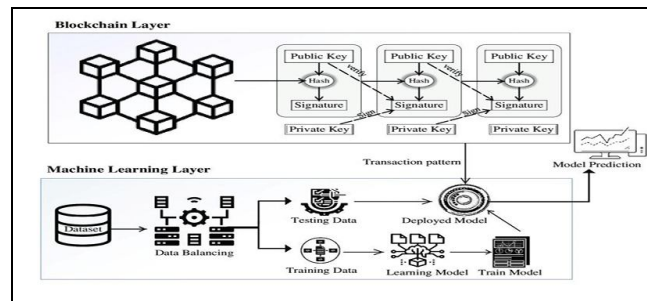 Blockchain Layer
Public Key
Public Key
Public Key
verify
verify
Hash
Hash
Hash
Signature
Signature
Signature
Sign
Sign
Private Key
Private Key
Private Key
Transaction pattern
Model Prediction
Machine Learning Layer
Dataset
Data Balancing
Testing Data
Deployed Model
Training Data
Learning Model
Train Model